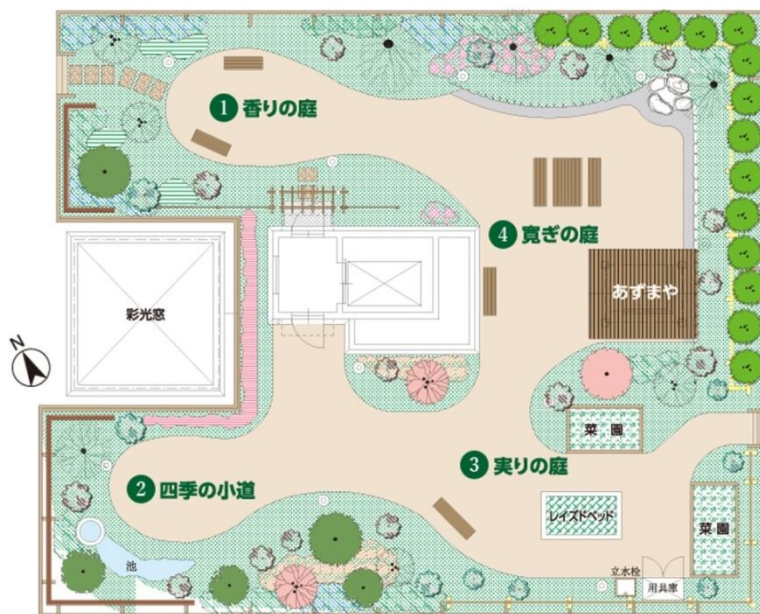 1 香りの庭
4 寛ぎの庭
あずまや
彩光窓
N
菜園
3 実りの庭
2 四季の小道
レイズドベッド
菜園
池
立水栓
用具庫